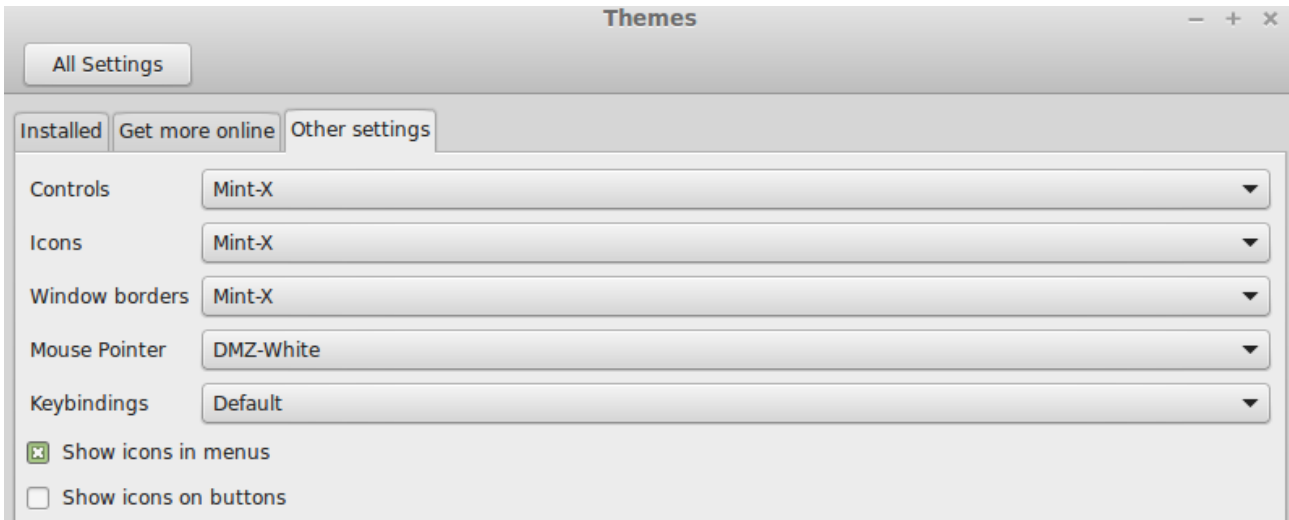 Themes
All Settings
Installed Get more online Other settings
Controls Mint-X
Icons Mint-X
Window borders Mint-X
Mouse Pointer DMZ-White
Keybindings Default
Show icons in menus
Show icons on buttons